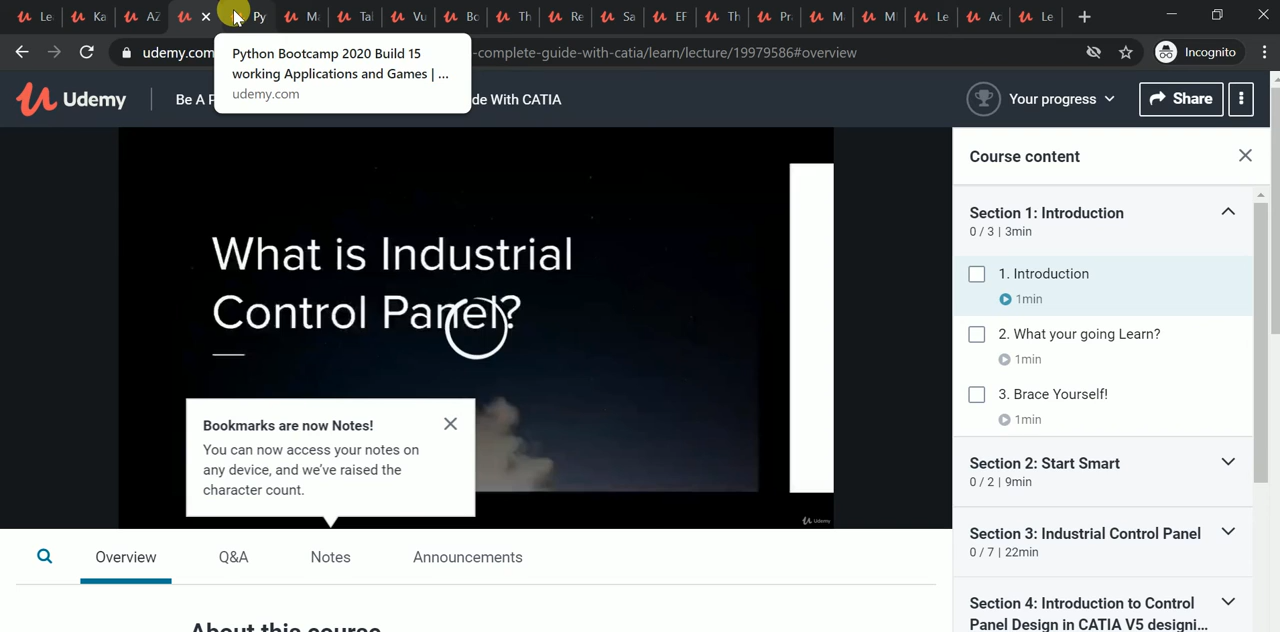 Le
Ka
AZ
Py
Ma
Tal
Vu
Bo
Th
Re
Sa
EF
Th
Pr
M
Mi
Le
Ac
Le
udemy.com
-complete-guide-with-catia/learn/lecture/19979586#overview
Incognito
Python Bootcamp 2020 Build 15
working Applications and Games | ...
udemy.com
Udemy
Be A P
de With CATIA
Your progress
Share
What is Industrial
Control Panel?
Udemy
Bookmarks are now Notes!
You can now access your notes on
any device, and we've raised the
character count.
Overview
Q&A
Notes
Announcements
About this course
Course content
Section 1: Introduction
0 / 3 | 3min
1. Introduction
1min
2. What your going Learn?
1min
3. Brace Yourself!
1min
Section 2: Start Smart
0 / 2 | 9min
Section 3: Industrial Control Panel
0 / 7 | 22min
Section 4: Introduction to Control
Panel Design in CATIA V5 designi...